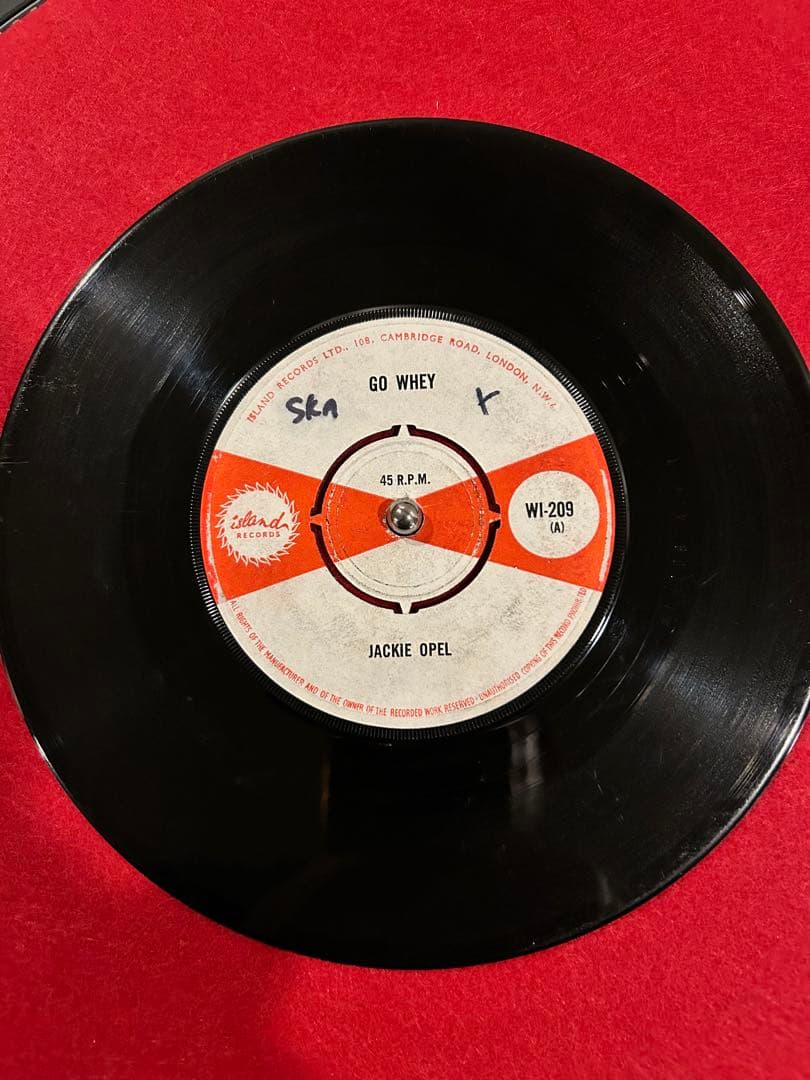 ISLAND RECORDS LTD., 108, CAMBRIDGE ROAD, LONDON, N.W.6.
GO WHEY
SKA
45 R.P.M.
island
RECORDS
WI-209
(A)
JACKIE OPEL
ALL RIGHTS OF THE MANUFACTURER AND OF THE OWNER OF THE RECORDED WORK RESERVED · UNAUTHORISED COPYING OF THIS RECORD PROHIBITED